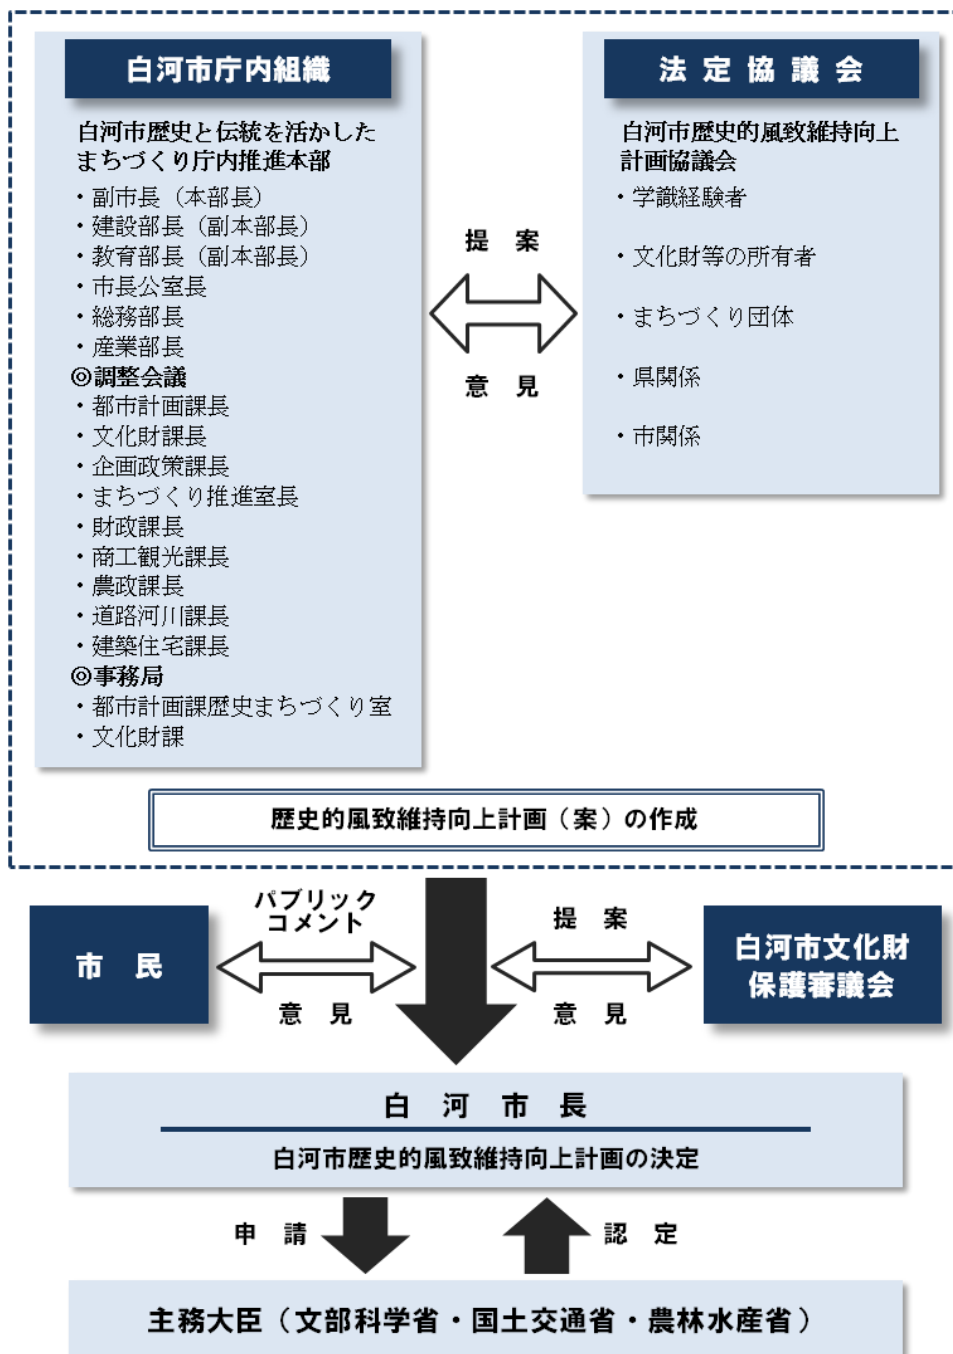 白河市庁内組織
白河市歴史と伝統を活かした
まちづくり庁内推進本部
・副市長（本部長）
・建設部長（副本部長）
・教育部長（副本部長）
・市長公室長
・総務部長
・産業部長
◎調整会議
・都市計画課長
・文化財課長
・企画政策課長
・まちづくり推進室長
・財政課長
・商工観光課長
・農政課長
・道路河川課長
・建築住宅課長
◎事務局
・都市計画課歴史まちづくり室
・文化財課
提 案
意 見
法 定 協 議 会
白河市歴史的風致維持向上
計画協議会
・学識経験者
・文化財等の所有者
・まちづくり団体
・県関係
・市関係
歴史的風致維持向上計画（案）の作成
市 民
パブリック
コメント
意 見
提 案
意 見
白河市文化財
保護審議会
白 河 市 長
白河市歴史的風致維持向上計画の決定
申 請
認 定
主務大臣（文部科学省・国土交通省・農林水産省）